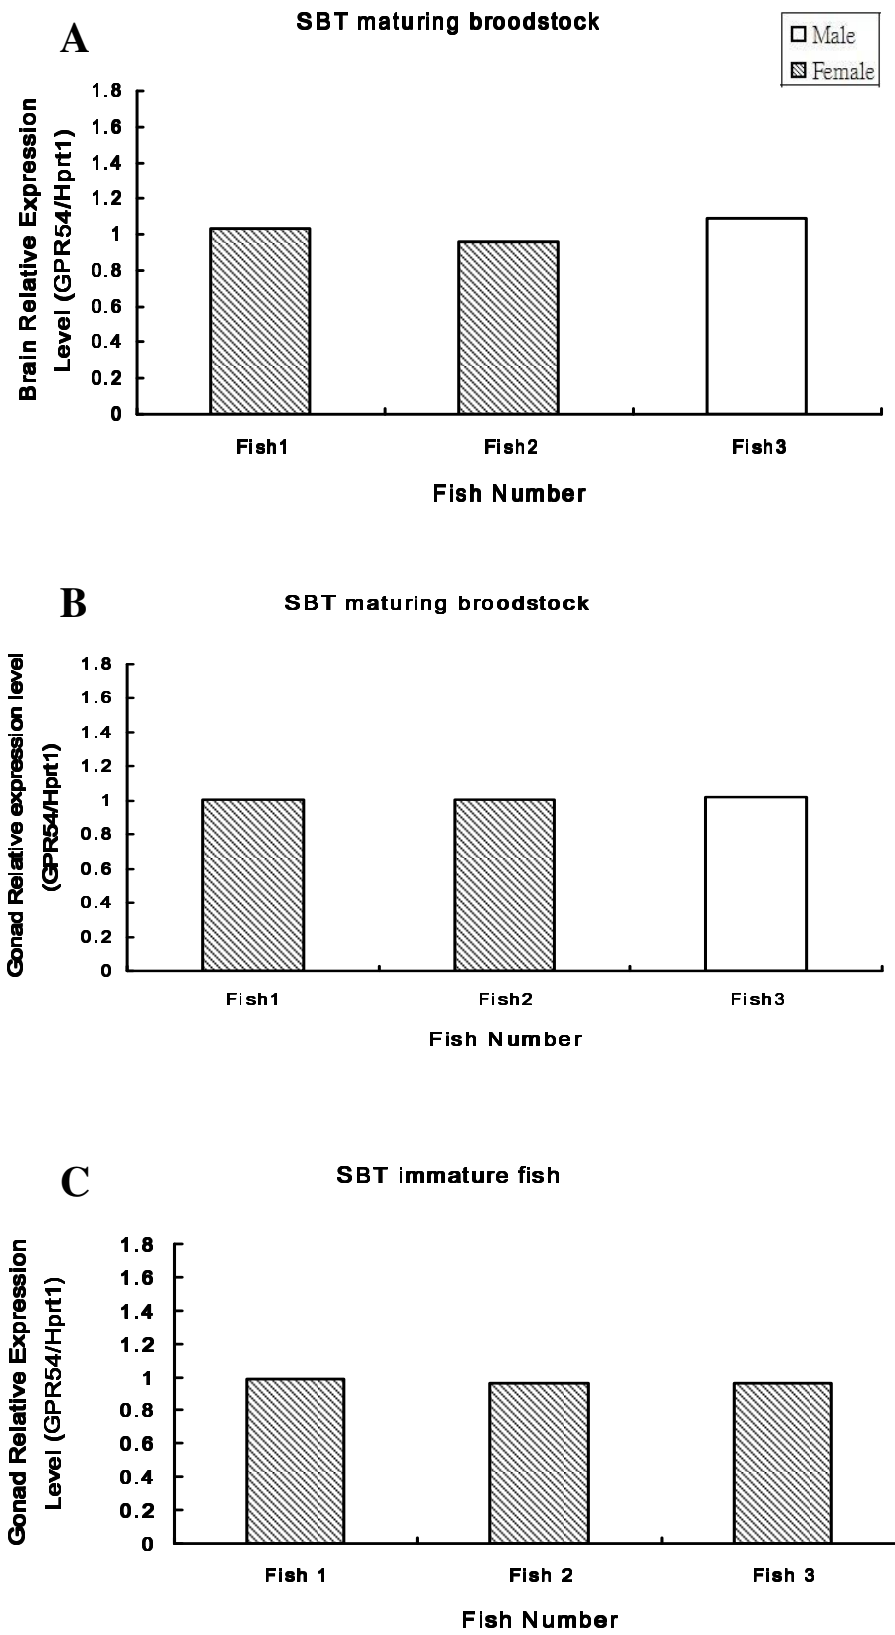 A
SBT maturing broodstock
Male
Female
Brain Relative Expression
Level (GPR54/Hprt1)
1.8
1.6
1.4
1.2
1
0.8
0.6
0.4
0.2
0
Fish1 Fish2 Fish3
Fish Number
B
SBT maturing broodstock
Gonad Relative expression level
(GPR54/Hprt1)
1.8
1.6
1.4
1.2
1
0.8
0.6
0.4
0.2
0
Fish1 Fish2 Fish3
Fish Number
C
SBT immature fish
Gonad Relative Expression
Level (GPR54/Hprt1)
1.8
1.6
1.4
1.2
1
0.8
0.6
0.4
0.2
0
Fish 1 Fish 2 Fish 3
Fish Number